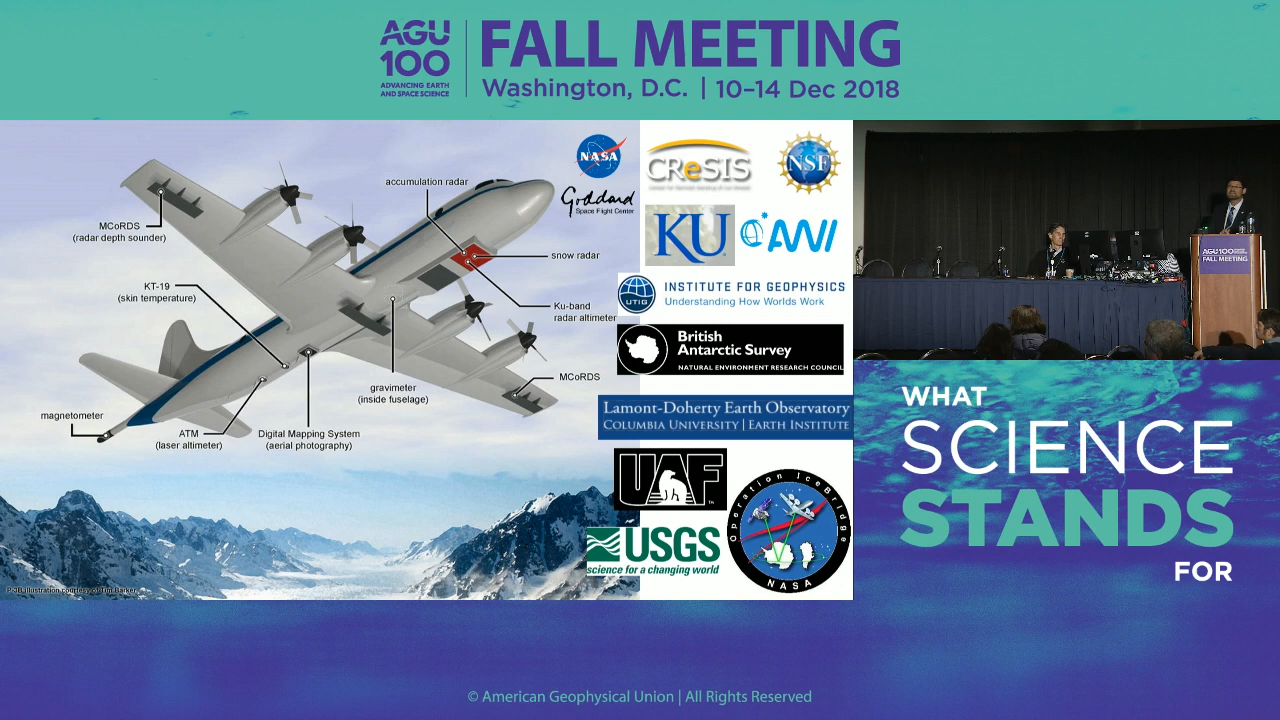 AGU
100
ADVANCING EARTH
AND SPACE SCIENCE
FALL MEETING
Washington, D.C. | 10–14 Dec 2018
accumulation radar
MCoRDS
(radar depth sounder)
snow radar
KT-19
(skin temperature)
Ku-band
radar altimeter
MCoRDS
gravimeter
(inside fuselage)
magnetometer
ATM
(laser altimeter)
Digital Mapping System
(aerial photography)
NASA
Goddard
Space Flight Center
CReSIS
NSF
KU
ANI
UTIG
INSTITUTE FOR GEOPHYSICS
Understanding How Worlds Work
British
Antarctic Survey
NATURAL ENVIRONMENT RESEARCH COUNCIL
Lamont-Doherty Earth Observatory
COLUMBIA UNIVERSITY | EARTH INSTITUTE
UAF
USGS
science for a changing world
Operation IceBridge
NASA
AGU100
FALL MEETING
WHAT
SCIENCE
STANDS
FOR
© American Geophysical Union | All Rights Reserved